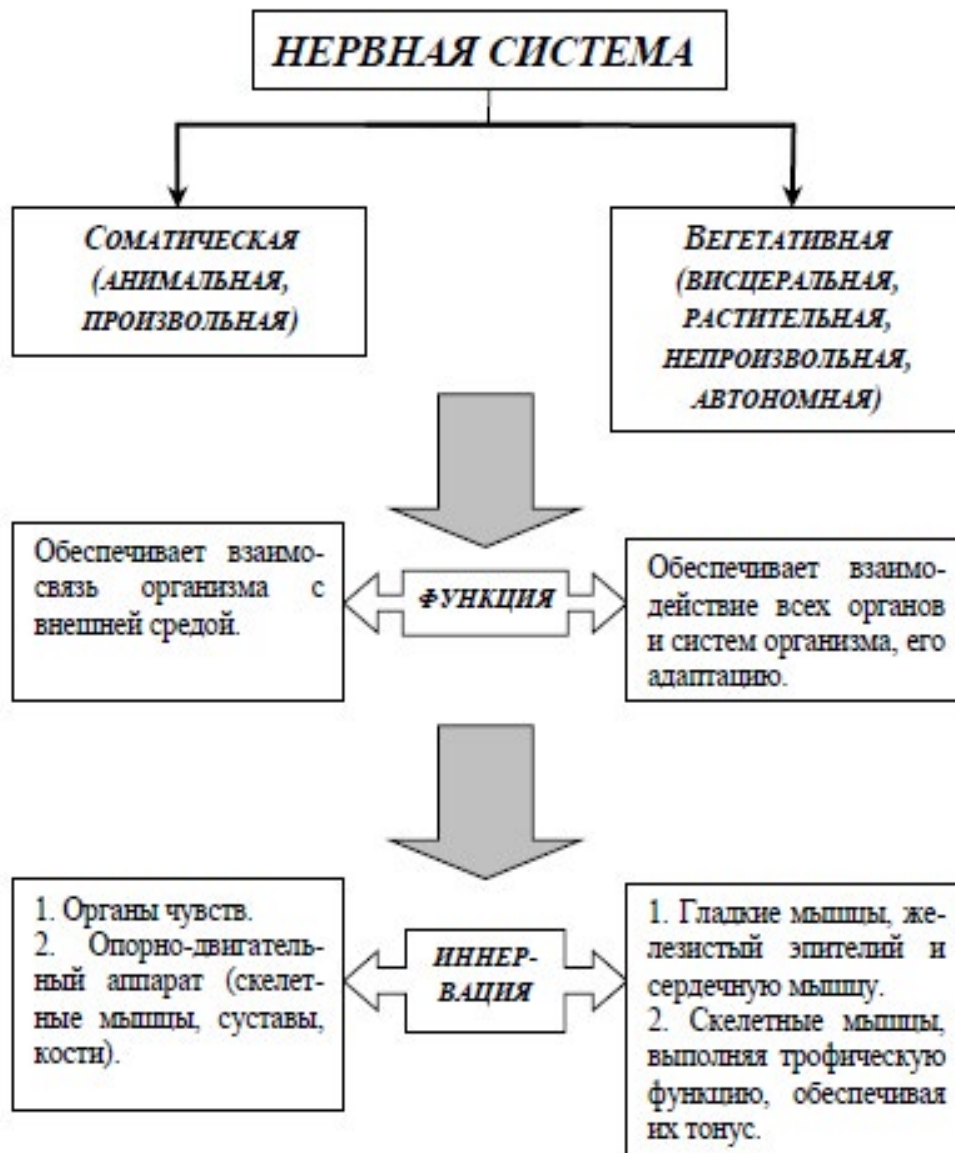 НЕРВНАЯ СИСТЕМА
СОМАТИЧЕСКАЯ
(АНИМАЛЬНАЯ,
ПРОИЗВОЛЬНАЯ)
ВЕГЕТАТИВНАЯ
(ВИСЦЕРАЛЬНАЯ,
РАСТИТЕЛЬНАЯ,
НЕПРОИЗВОЛЬНАЯ,
АВТОНОМНАЯ)
Обеспечивает взаимо-
связь организма с
внешней средой.
ФУНКЦИЯ
Обеспечивает взаимо-
действие всех органов
и систем организма, его
адаптацию.
1. Органы чувств.
2. Опорно-двигатель-
ный аппарат (скелет-
ные мышцы, суставы,
кости).
ИННЕР-
ВАЦИЯ
1. Гладкие мышцы, же-
лезистый эпителий и
сердечную мышцу.
2. Скелетные мышцы,
выполняя трофическую
функцию, обеспечивая
их тонус.